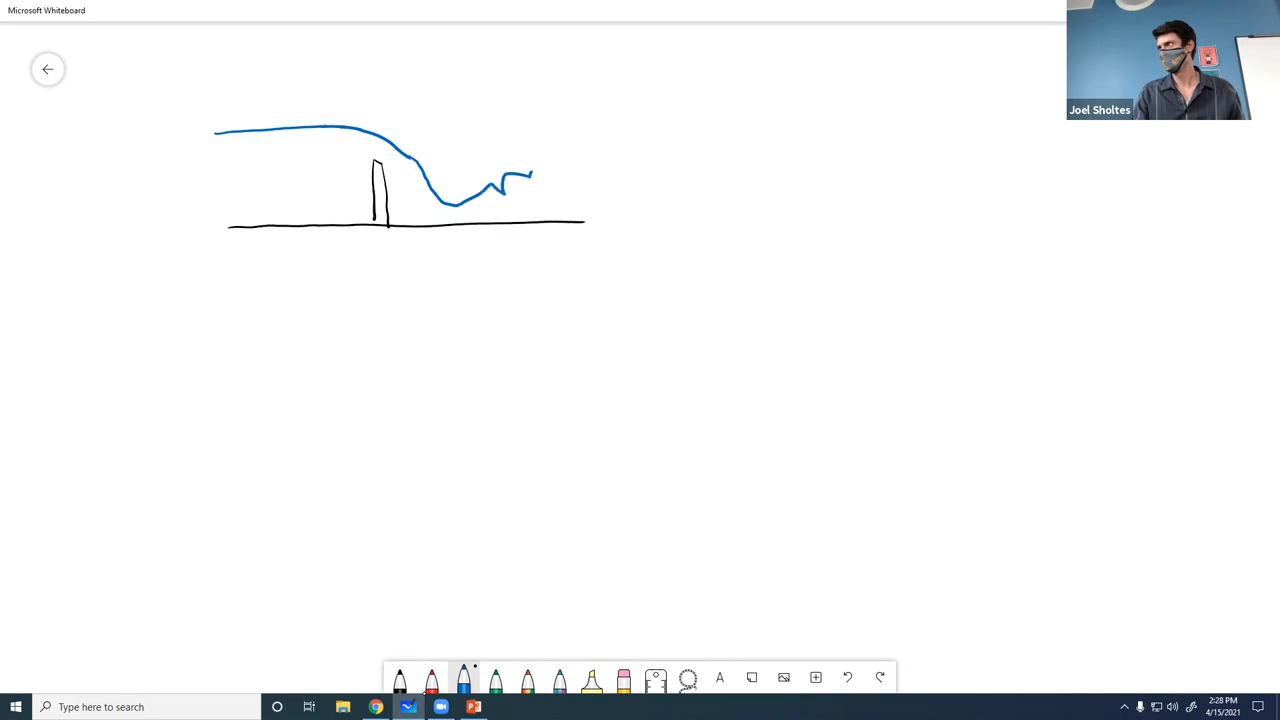 Microsoft Whiteboard
Joel Sholtes
A
Type here to search
2:28 PM
4/15/2021